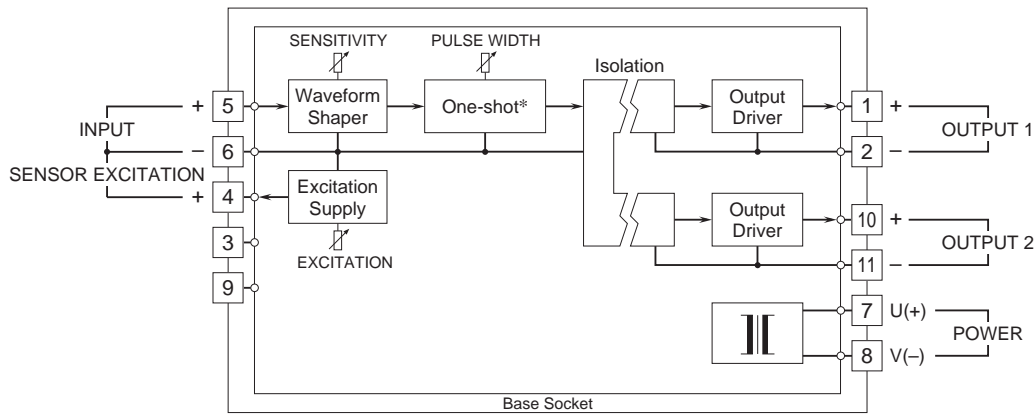 SENSITIVITY
PULSE WIDTH
Isolation
INPUT
+ 5
Waveform
Shaper
One-shot*
Output
Driver
1 +
OUTPUT 1
– 6
2 –
SENSOR EXCITATION
+ 4
Excitation
Supply
EXCITATION
3
9
Output
Driver
10 +
OUTPUT 2
11 –
7 U(+)
POWER
8 V(–)
Base Socket